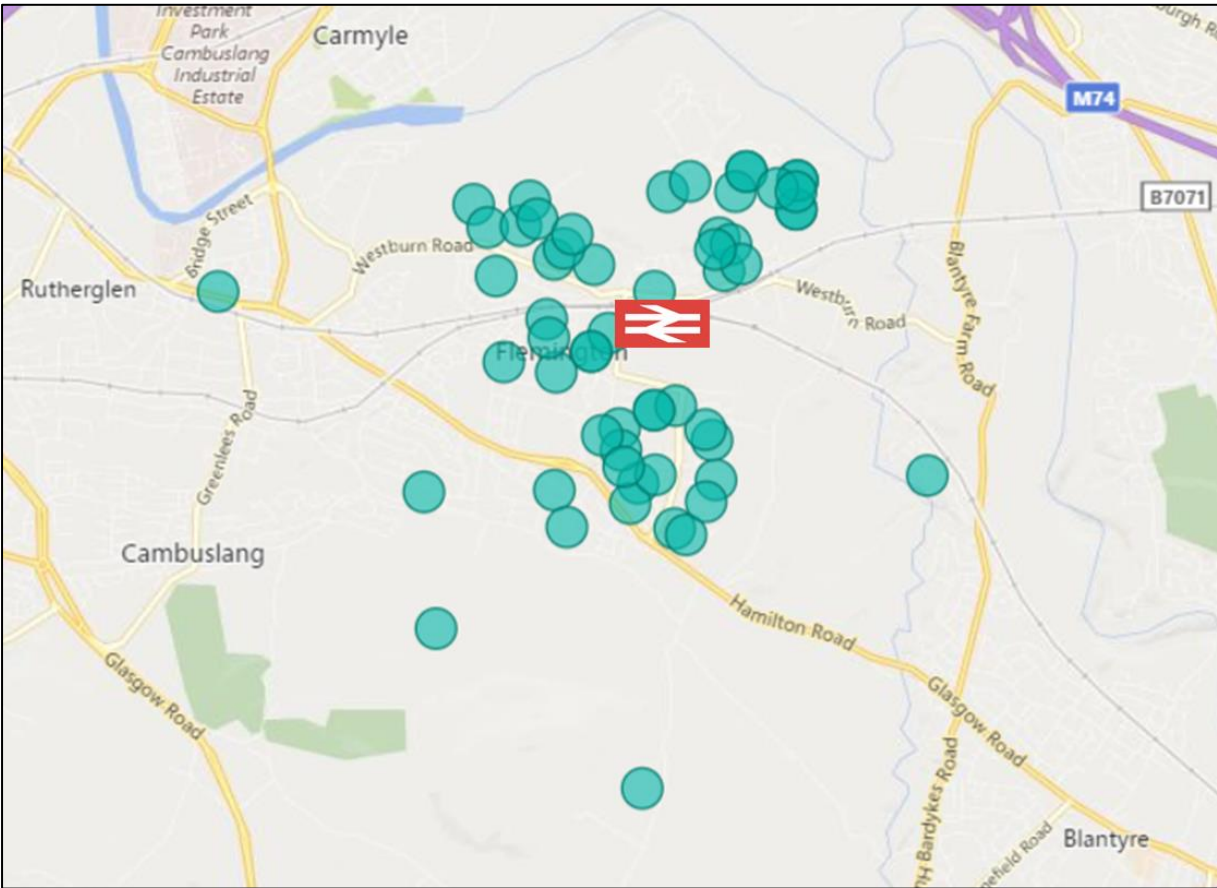 Investment
Park
Cambuslang
Industrial
Estate
Carmyle
M74
B7071
Bridge Street
Westburn Road
Rutherglen
Westburn Road
Blantyre Farm Road
Flemington
Greenlees Road
Cambuslang
Hamilton Road
Glasgow Road
Glasgow Road
Bardykes Road
Blantyre